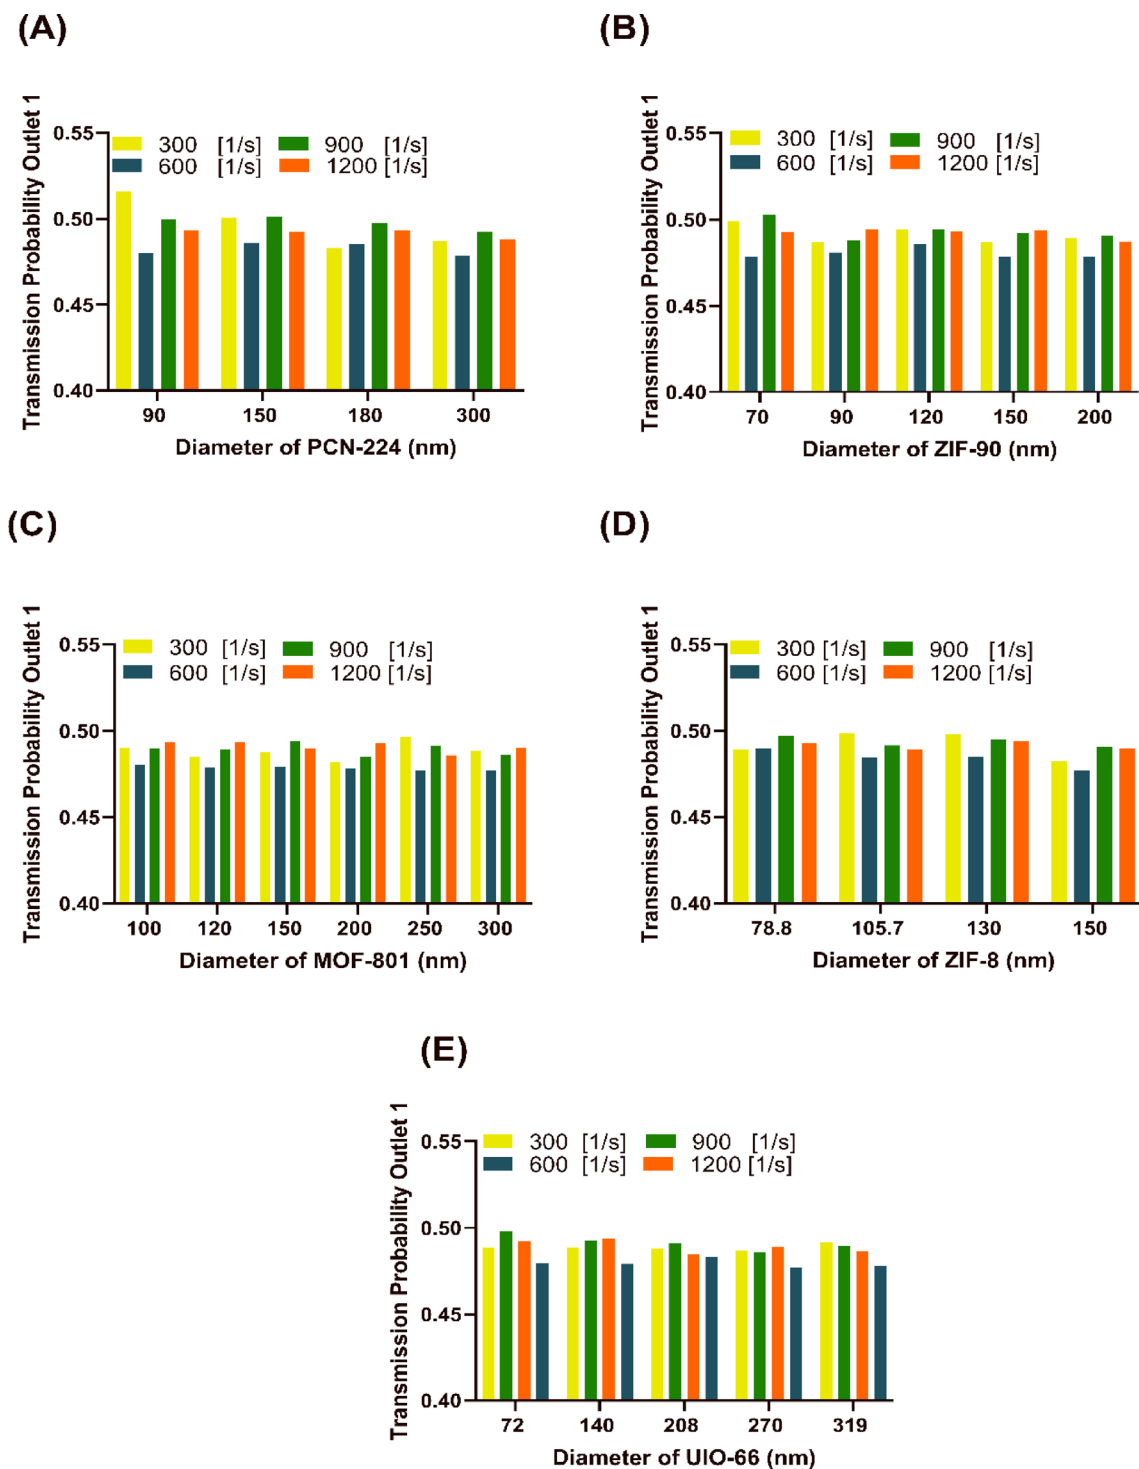 (A)
Transmission Probability Outlet 1
0.55
0.50
0.45
0.40
300 [1/s] 900 [1/s]
600 [1/s] 1200 [1/s]
90 150 180 300
Diameter of PCN-224 (nm)
(B)
Transmission Probability Outlet 1
0.55
0.50
0.45
0.40
300 [1/s] 900 [1/s]
600 [1/s] 1200 [1/s]
70 90 120 150 200
Diameter of ZIF-90 (nm)
(C)
Transmission Probability Outlet 1
0.55
0.50
0.45
0.40
300 [1/s] 900 [1/s]
600 [1/s] 1200 [1/s]
100 120 150 200 250 300
Diameter of MOF-801 (nm)
(D)
Transmission Probability Outlet 1
0.55
0.50
0.45
0.40
300 [1/s] 900 [1/s]
600 [1/s] 1200 [1/s]
78.8 105.7 130 150
Diameter of ZIF-8 (nm)
(E)
Transmission Probability Outlet 1
0.55
0.50
0.45
0.40
300 [1/s] 900 [1/s]
600 [1/s] 1200 [1/s]
72 140 208 270 319
Diameter of UIO-66 (nm)